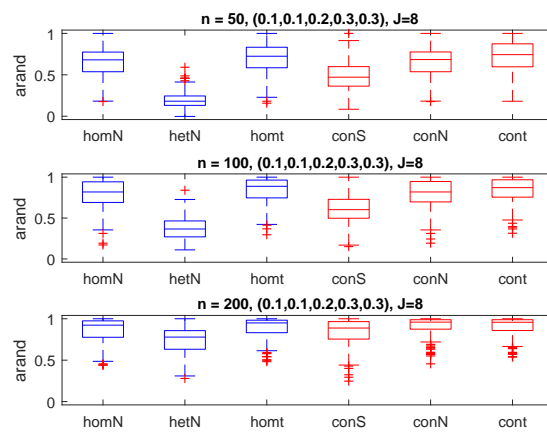 n = 50, (0.1,0.1,0.2,0.3,0.3), J=8
1
0.5
0
arand
homN hetN homt conS conN cont
n = 100, (0.1,0.1,0.2,0.3,0.3), J=8
1
0.5
0
arand
homN hetN homt conS conN cont
n = 200, (0.1,0.1,0.2,0.3,0.3), J=8
1
0.5
0
arand
homN hetN homt conS conN cont